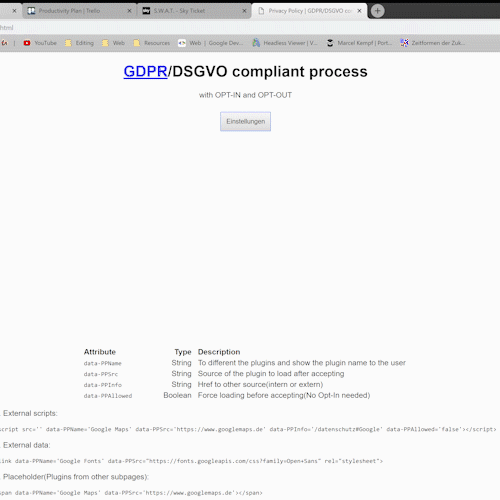 Productivity Plan | Trello
S.W.A.T. - Sky Ticket
Privacy Policy | GDPR/DSGVO co
html
En | YouTube Editing Web Resources Web | Google Dev... Headless Viewer | V... Marcel Kempf | Port... Zeitformen der Zuk...
GDPR/DSGVO compliant process
with OPT-IN and OPT-OUT
Einstellungen
Attribute Type Description
data-PPName String To different the plugins and show the plugin name to the user
data-PPSrc String Source of the plugin to load after accepting
data-PPInfo String Href to other source(intern or extern)
data-PPAllowed Boolean Force loading before accepting(No Opt-In needed)
. External scripts:
script src='' data-PPName='Google Maps' data-PPSrc='https://www.googlemaps.de' data-PPInfo='/datenschutz#Google' data-PPAllowed='false'></script>
. External data:
link data-PPName='Google Fonts' data-PPSrc="https://fonts.googleapis.com/css?family=Open+Sans" rel="stylesheet">
. Placeholder(Plugins from other subpages):
span data-PPName='Google Maps' data-PPSrc='https://www.googlemaps.de'></span>